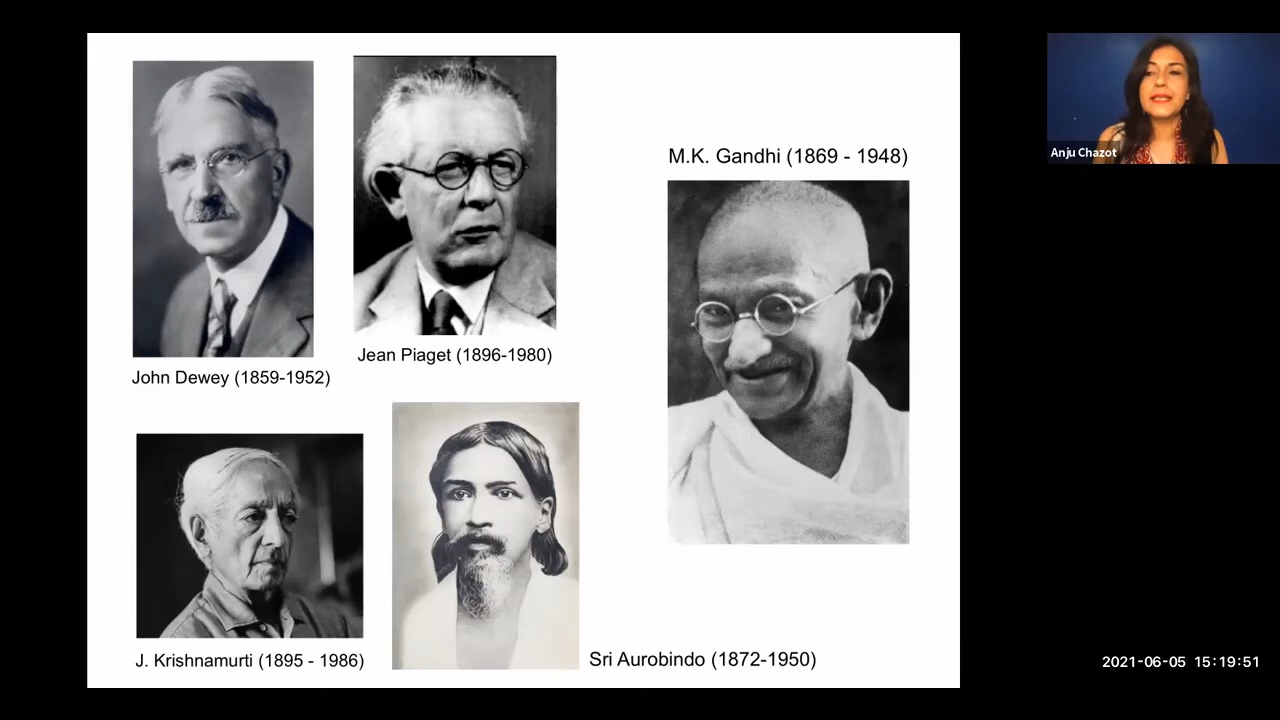 M.K. Gandhi (1869 - 1948)
Anju Chazot
Jean Piaget (1896-1980)
John Dewey (1859-1952)
J. Krishnamurti (1895 - 1986)
Sri Aurobindo (1872-1950)
2021-06-05 15:19:51